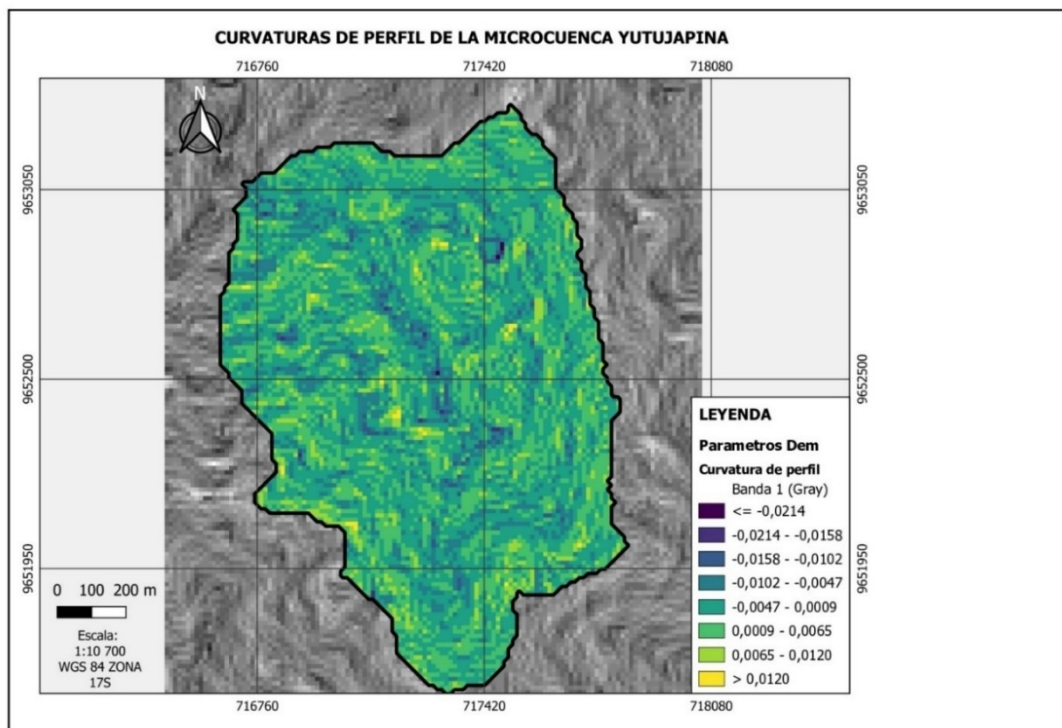 CURVATURAS DE PERFIL DE LA MICROCUENCA YUTUJAPINA
716760 717420 718080
N
9653050 9653050
9652500 9652500
9651950 9651950
LEYENDA
Parametros Dem
Curvatura de perfil
Banda 1 (Gray)
<= -0,0214
-0,0214 - -0,0158
-0,0158 - -0,0102
-0,0102 - -0,0047
-0,0047 - 0,0009
0,0009 - 0,0065
0,0065 - 0,0120
> 0,0120
0 100 200 m
Escala:
1:10 700
WGS 84 ZONA
17S
716760 717420 718080